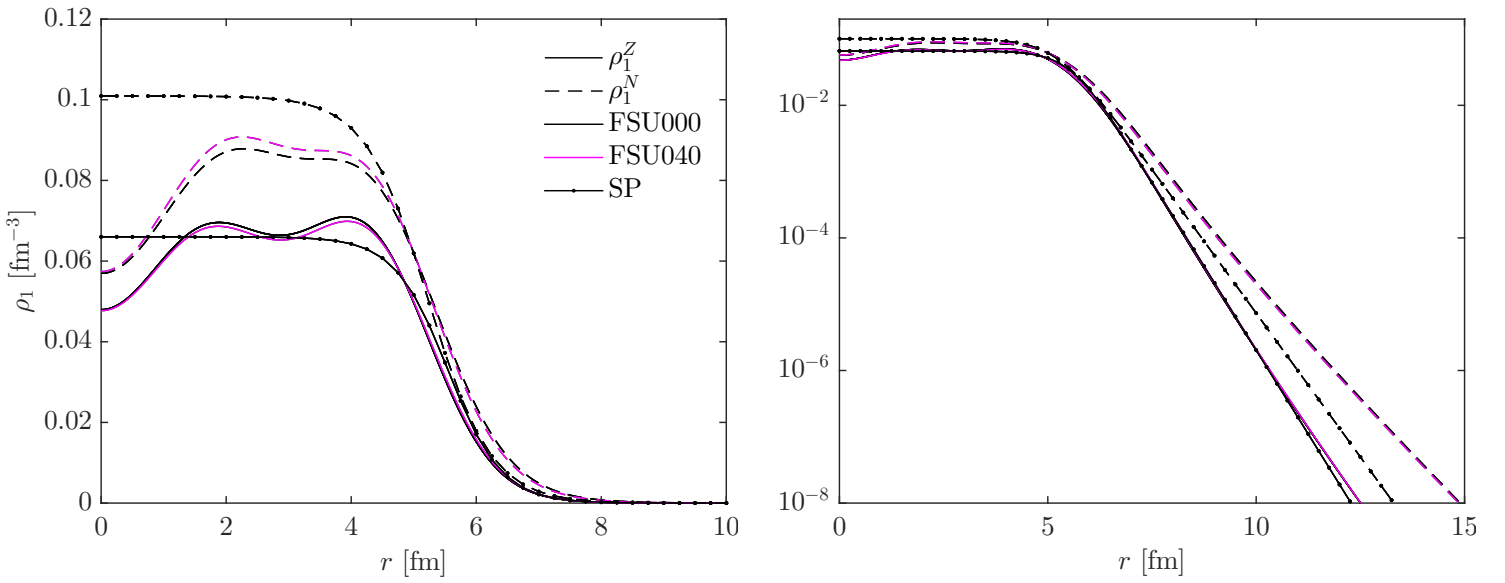 0.12
0.1
0.08
0.06
0.04
0.02
0
ρ₁ [fm⁻³]
ρ₁ᶻ
ρ₁ᴺ
FSU000
FSU040
SP
0 2 4 6 8 10
r [fm]
10⁻²
10⁻⁴
10⁻⁶
10⁻⁸
0 5 10 15
r [fm]